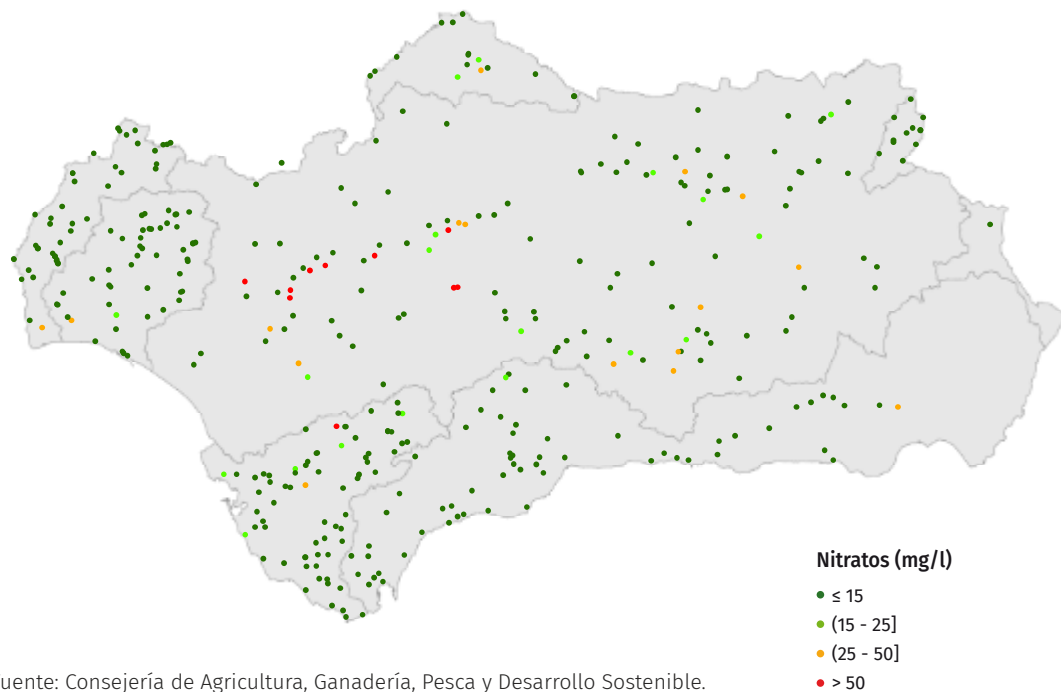 Nitratos (mg/l)
≤ 15
(15 - 25]
(25 - 50]
> 50
uente: Consejería de Agricultura, Ganadería, Pesca y Desarrollo Sostenible.